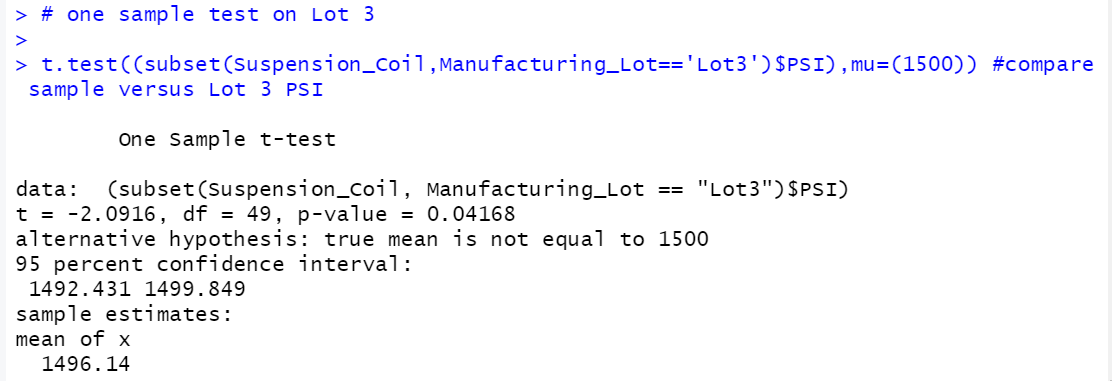 > # one sample test on Lot 3
>
> t.test((subset(Suspension_Coil,Manufacturing_Lot=='Lot3')$PSI),mu=(1500)) #compare
sample versus Lot 3 PSI
One Sample t-test
data:  (subset(Suspension_Coil, Manufacturing_Lot == "Lot3")$PSI)
t = -2.0916, df = 49, p-value = 0.04168
alternative hypothesis: true mean is not equal to 1500
95 percent confidence interval:
1492.431 1499.849
sample estimates:
mean of x
1496.14